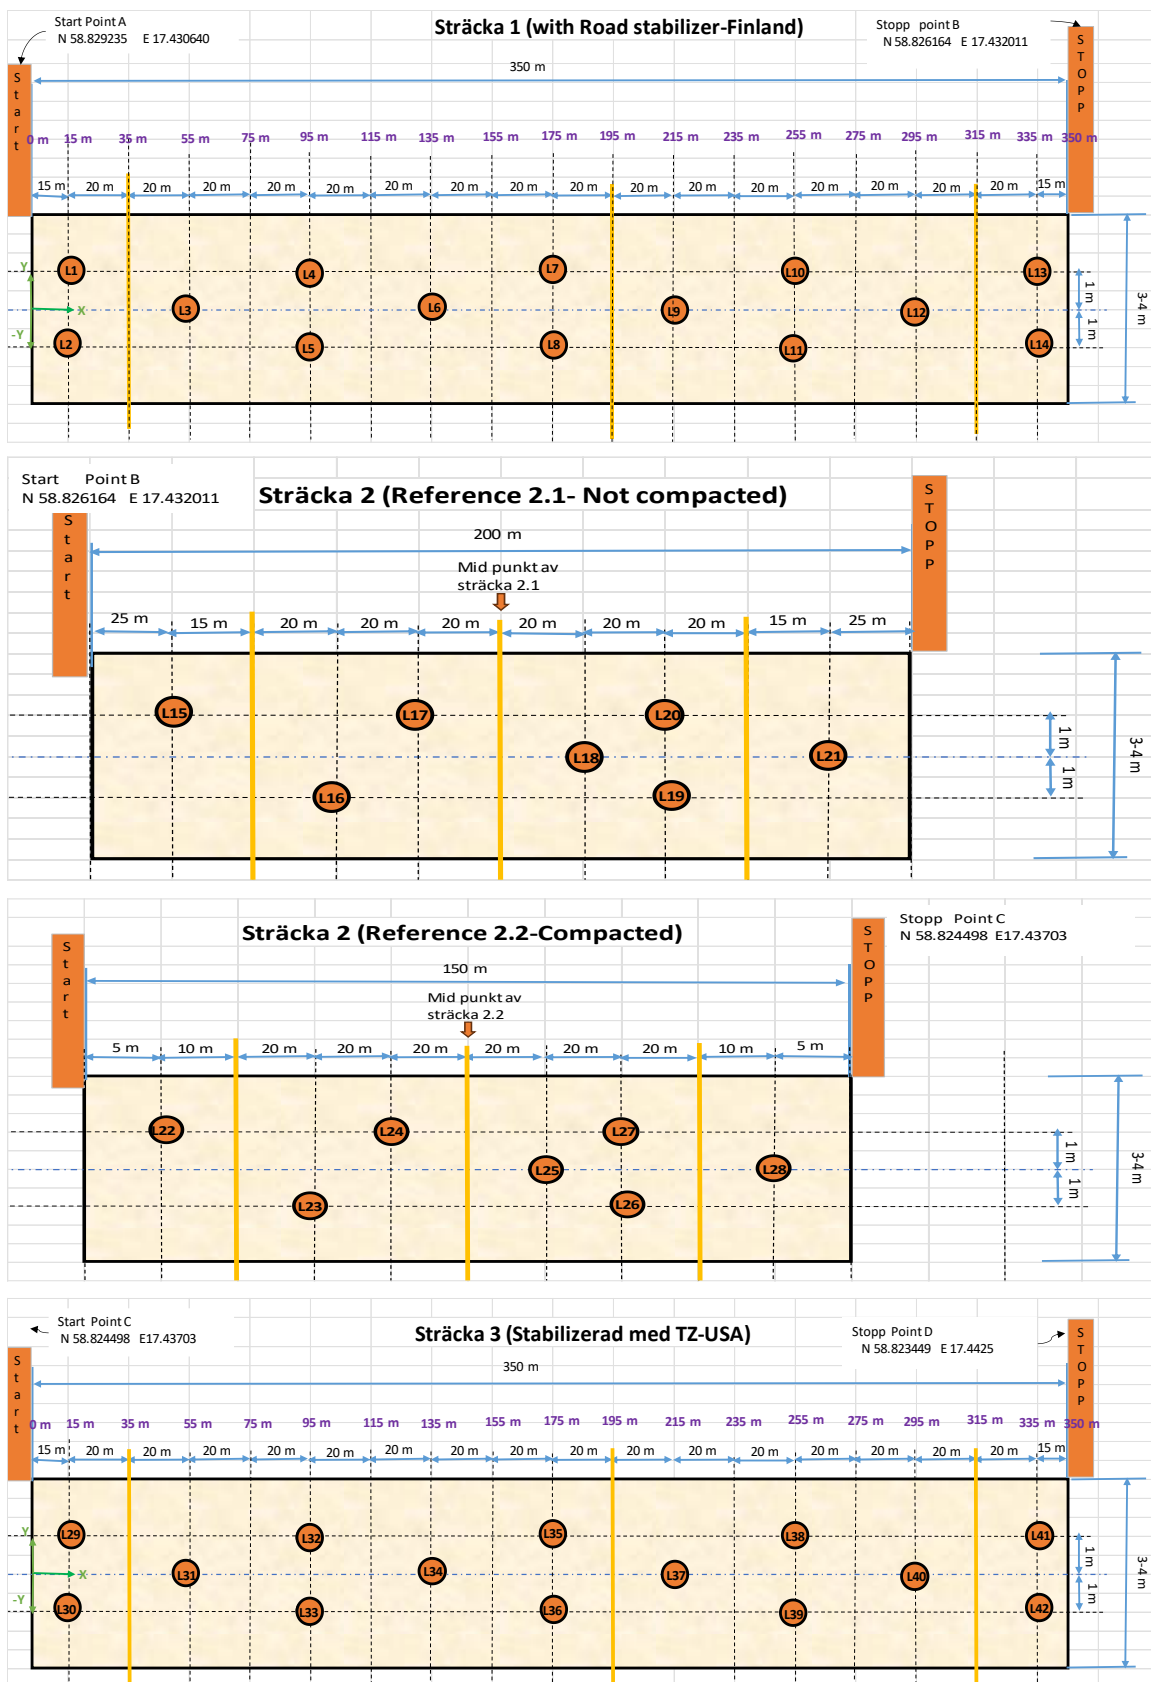 Start Point A
N 58.829235 E 17.430640
Sträcka 1 (with Road stabilizer-Finland)
Stopp point B
N 58.826164 E 17.432011
Start
STOPP
350 m
0 m 15 m 35 m 55 m 75 m 95 m 115 m 135 m 155 m 175 m 195 m 215 m 235 m 255 m 275 m 295 m 315 m 335 m 350 m
15 m 20 m 20 m 20 m 20 m 20 m 20 m 20 m 20 m 20 m 20 m 20 m 20 m 20 m 20 m 20 m 20 m 15 m
Y
L1 L4 L7 L10 L13
X
L3 L6 L9 L12
-Y
L2 L5 L8 L11 L14
1 m
1 m
3-4 m
Start Point B
N 58.826164 E 17.432011
Sträcka 2 (Reference 2.1- Not compacted)
Start
STOPP
200 m
Mid punkt av
sträcka 2.1
25 m 15 m 20 m 20 m 20 m 20 m 20 m 20 m 15 m 25 m
L15 L17 L20
L18 L21
L16 L19
1 m
1 m
3-4 m
Sträcka 2 (Reference 2.2-Compacted)
Stopp Point C
N 58.824498 E17.43703
Start
STOPP
150 m
Mid punkt av
sträcka 2.2
5 m 10 m 20 m 20 m 20 m 20 m 20 m 20 m 10 m 5 m
L22 L24 L27
L25 L28
L23 L26
1 m
1 m
3-4 m
Start Point C
N 58.824498 E17.43703
Sträcka 3 (Stabilizerad med TZ-USA)
Stopp Point D
N 58.823449 E 17.4425
Start
STOPP
350 m
0 m 15 m 35 m 55 m 75 m 95 m 115 m 135 m 155 m 175 m 195 m 215 m 235 m 255 m 275 m 295 m 315 m 335 m 350 m
15 m 20 m 20 m 20 m 20 m 20 m 20 m 20 m 20 m 20 m 20 m 20 m 20 m 20 m 20 m 20 m 20 m 15 m
Y
L29 L32 L35 L38 L41
X
L31 L34 L37 L40
-Y
L30 L33 L36 L39 L42
1 m
1 m
3-4 m